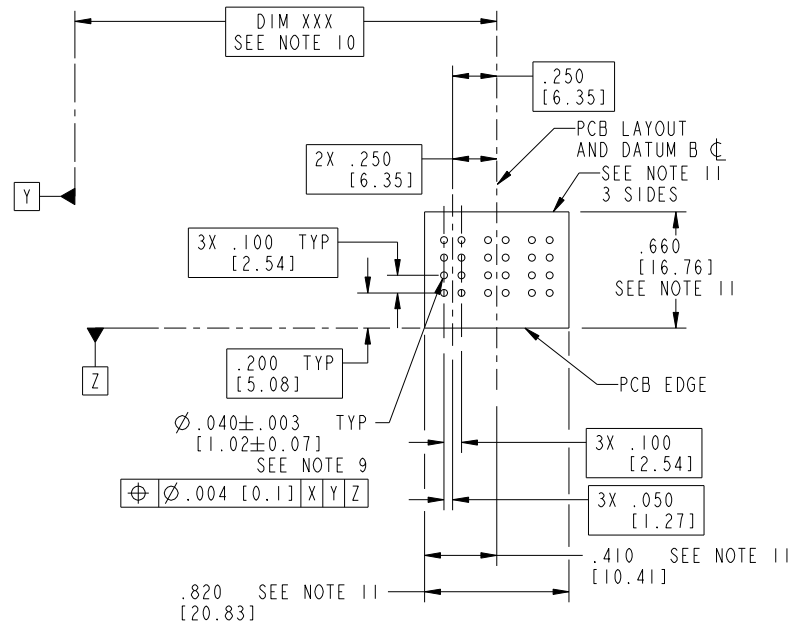 DIM XXX
SEE NOTE 10
.250
[6.35]
PCB LAYOUT
AND DATUM B ℄
2X .250
[6.35]
SEE NOTE 11
3 SIDES
Y
3X .100 TYP
[2.54]
.660
[16.76]
SEE NOTE 11
.200 TYP
[5.08]
Z
PCB EDGE
Ø.040±.003 TYP
[1.02±0.07]
SEE NOTE 9
⌖ Ø.004 [0.1] X Y Z
3X .100
[2.54]
3X .050
[1.27]
.410 SEE NOTE 11
[10.41]
.820 SEE NOTE 11
[20.83]